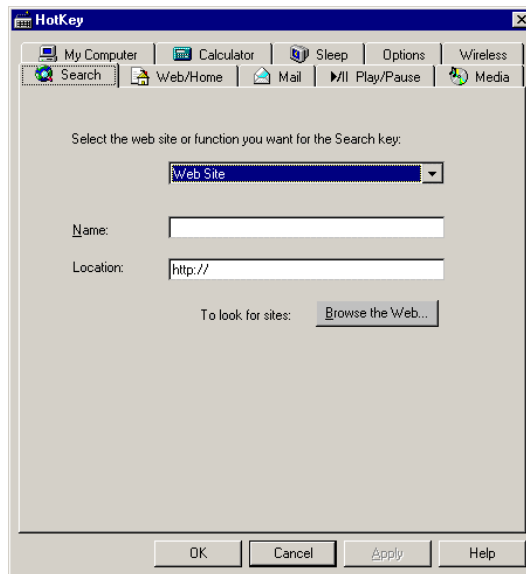 HotKey
My Computer Calculator Sleep Options Wireless
Search Web/Home Mail Play/Pause Media
Select the web site or function you want for the Search key:
Web Site
Name:
Location: http://
To look for sites: Browse the Web...
OK Cancel Apply Help